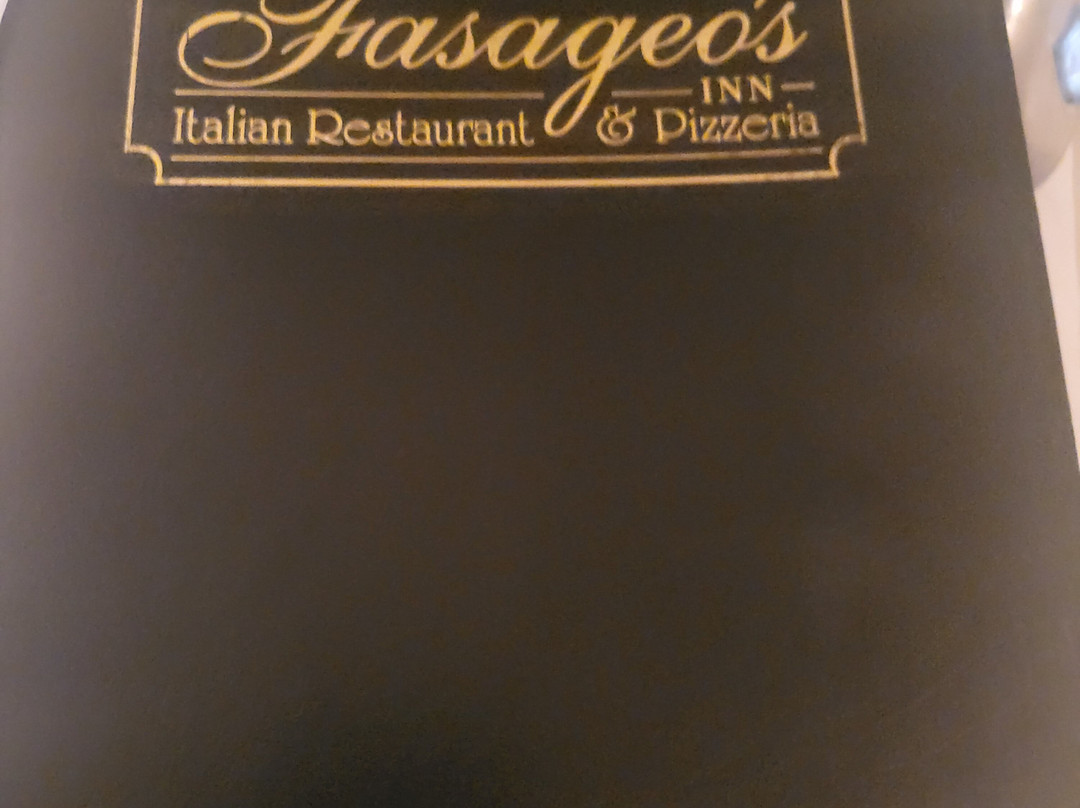 Fasageo's
INN
Italian Restaurant & Pizzeria